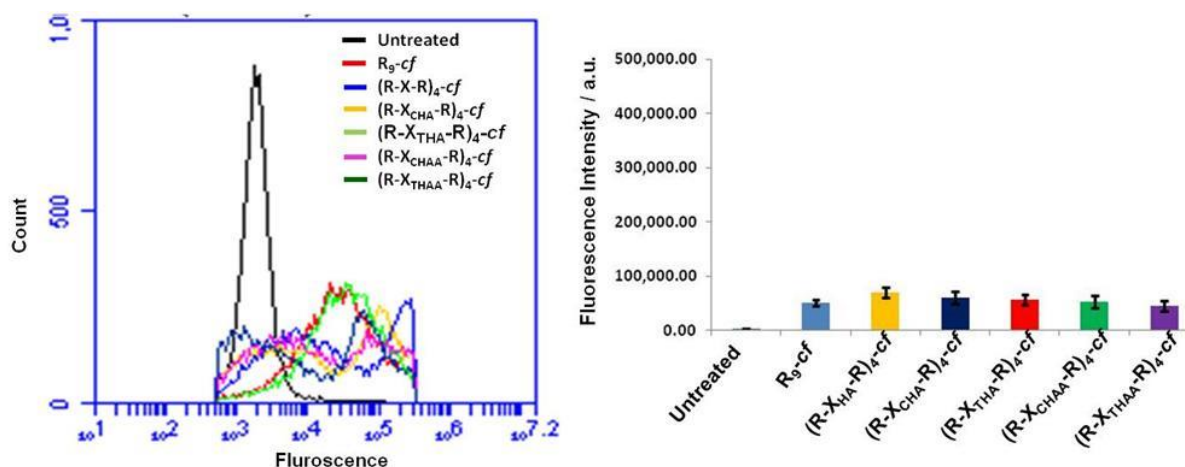 1,0
Untreated
R₉-cf
(R-X-R)₄-cf
(R-X_CHA-R)₄-cf
(R-X_THA-R)₄-cf
(R-X_CHAA-R)₄-cf
(R-X_THAA-R)₄-cf
Count
500
0
10¹ 10² 10³ 10⁴ 10⁵ 10⁶ 10⁷·²
Fluroscence
Fluorescence Intensity / a.u.
500,000.00
400,000.00
300,000.00
200,000.00
100,000.00
0.00
Untreated
R₉-cf
(R-X_HA-R)₄-cf
(R-X_CHA-R)₄-cf
(R-X_THA-R)₄-cf
(R-X_CHAA-R)₄-cf
(R-X_THAA-R)₄-cf